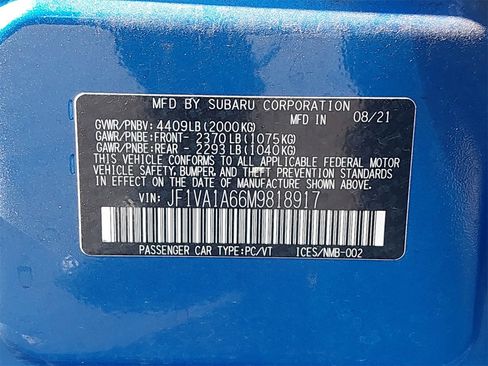 MFD BY SUBARU CORPORATION
GVWR/PNBV: 4409LB(2000KG) MFD IN 08/21
GAWR/PNBE:FRONT- 2370LB(1075KG)
GAWR/PNBE:REAR - 2293LB(1040KG)
THIS VEHICLE CONFORMS TO ALL APPLICABLE FEDERAL MOTOR
VEHICLE SAFETY, BUMPER, AND THEFT PREVENTION STANDARDS
IN EFFECT ON THE DATE OF MANUFACTURE SHOWN ABOVE.
VIN: JF1VA1A66M9818917
PASSENGER CAR TYPE:PC/VT ICES/NMB-002